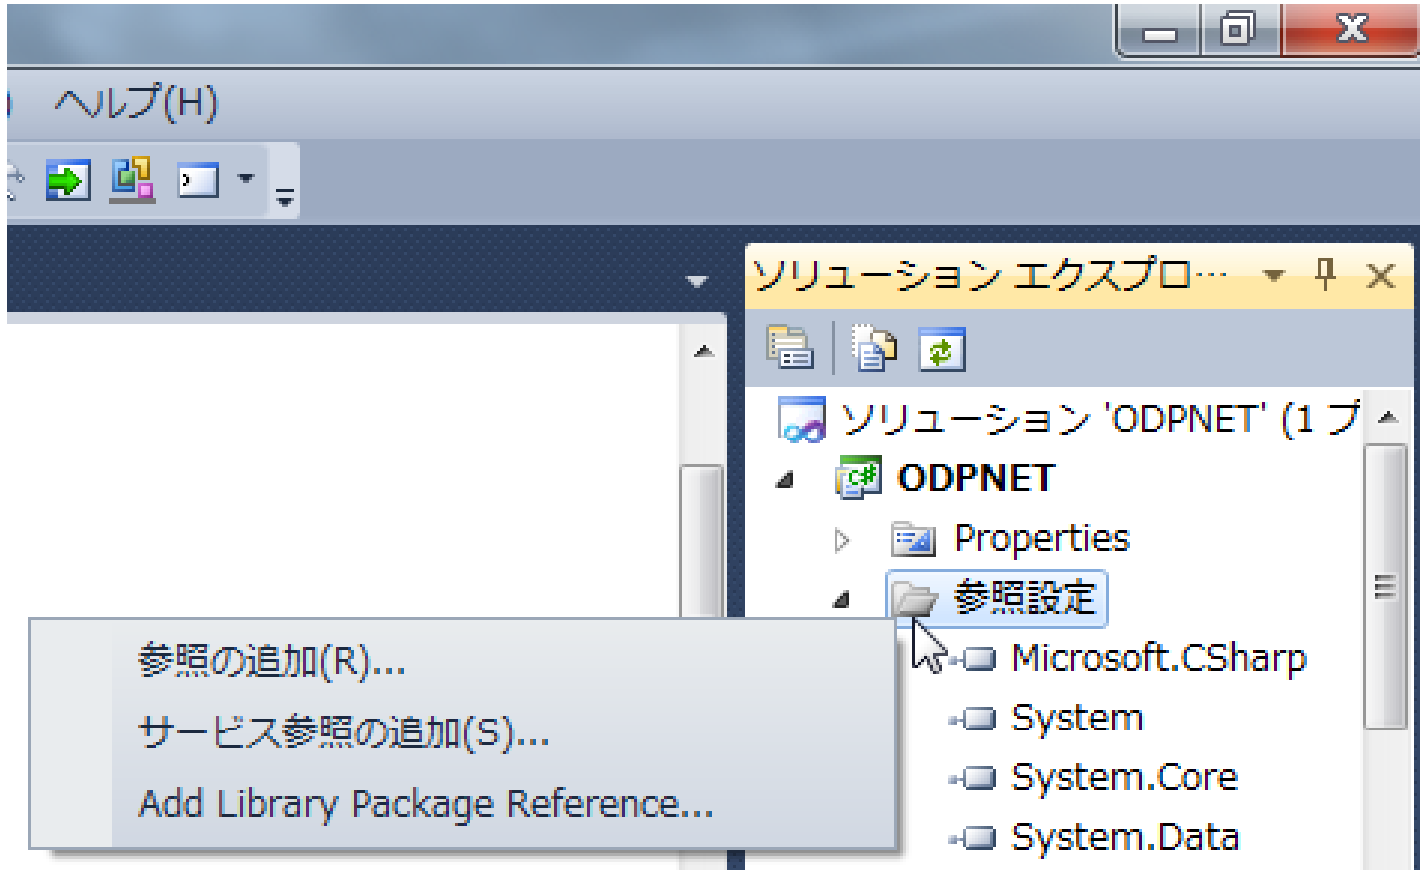 ヘルプ(H)
ソリューション エクスプロ…
ソリューション 'ODPNET' (1 プ
ODPNET
Properties
参照設定
Microsoft.CSharp
System
System.Core
System.Data
参照の追加(R)...
サービス参照の追加(S)...
Add Library Package Reference...